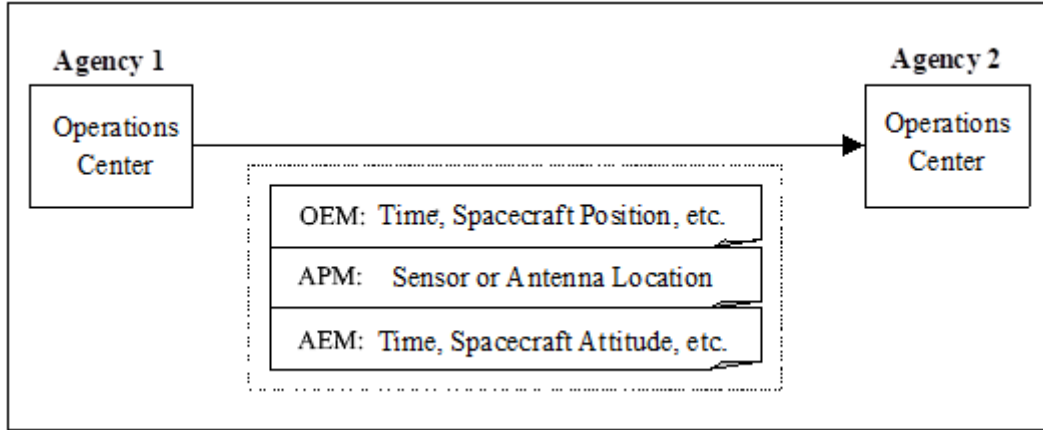 Agency 1
Agency 2
Operations
Center
Operations
Center
OEM: Time, Spacecraft Position, etc.
APM: Sensor or Antenna Location
AEM: Time, Spacecraft Attitude, etc.